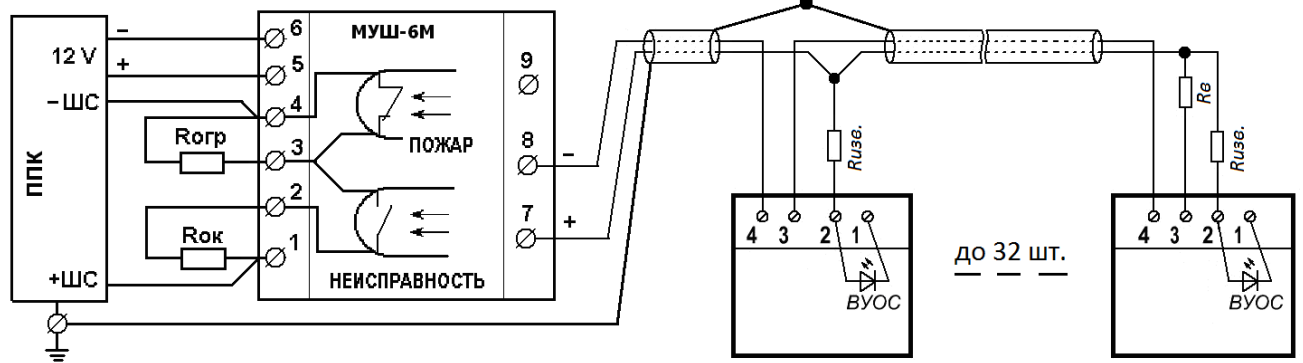 ППК
12 V
−
+
−ШС
+ШС
Rогр
Rок
6
5
4
3
2
1
МУШ-6М
ПОЖАР
НЕИСПРАВНОСТЬ
9
8
7
−
+
Rизв.
4 3 2 1
ВУОС
до 32 шт.
Rв
Rизв.
4 3 2 1
ВУОС